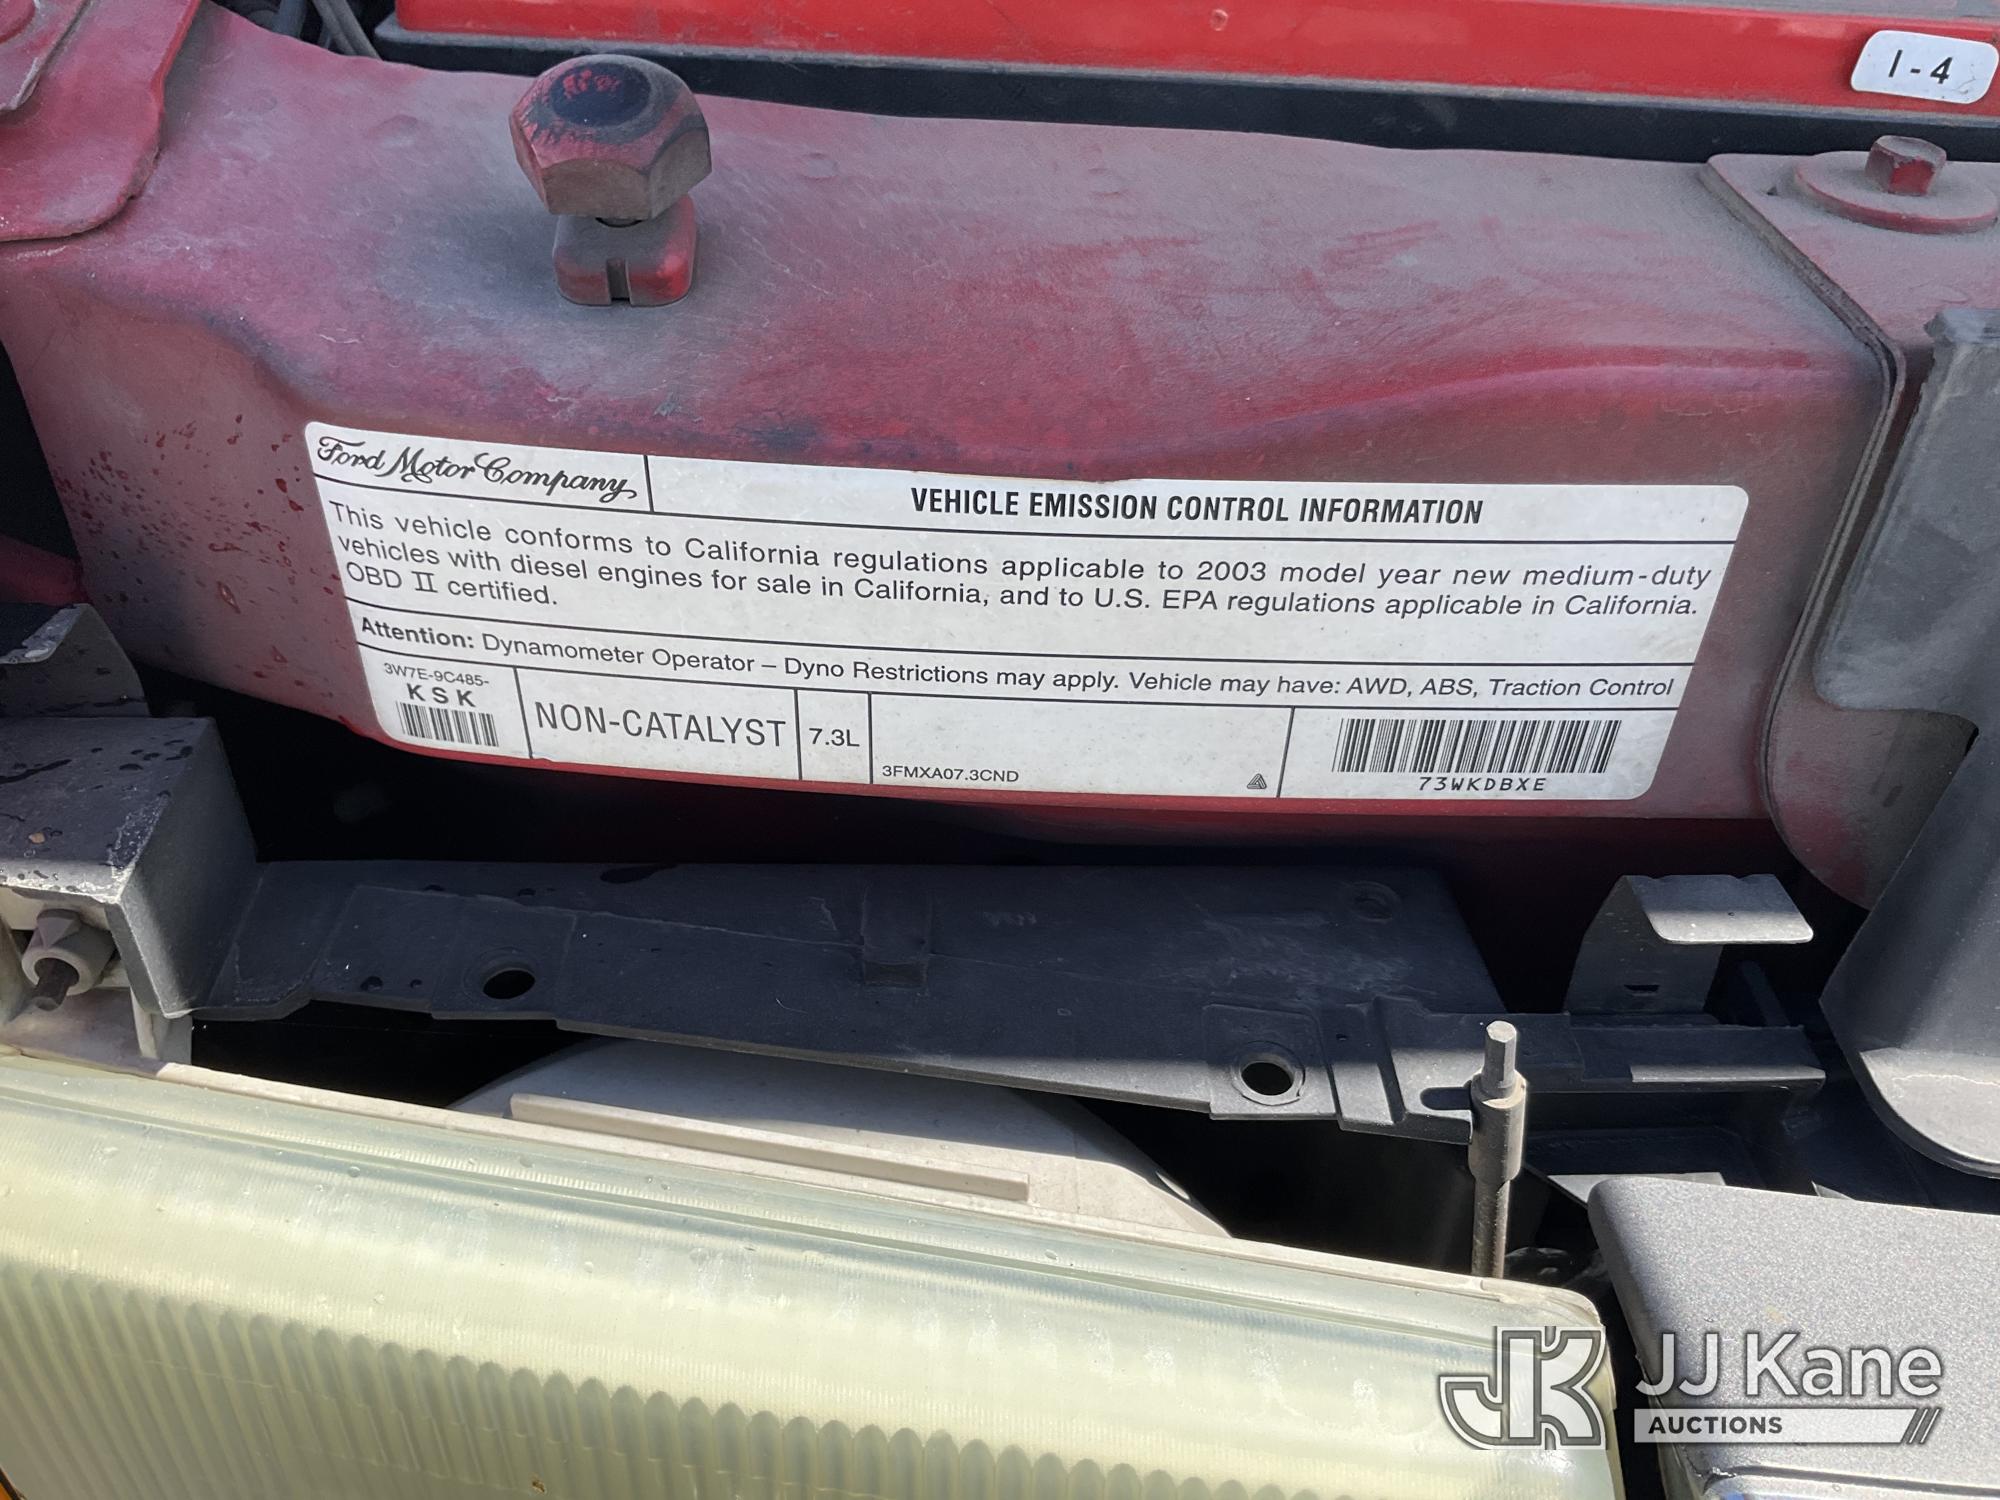 1-4
Ford Motor Company
VEHICLE EMISSION CONTROL INFORMATION
This vehicle conforms to California regulations applicable to 2003 model year new medium-duty
vehicles with diesel engines for sale in California, and to U.S. EPA regulations applicable in California.
OBD II certified.
Attention: Dynamometer Operator – Dyno Restrictions may apply. Vehicle may have: AWD, ABS, Traction Control
3W7E-9C485-
KSK
NON-CATALYST
7.3L
3FMXA07.3CND
73WKDBXE
JK
JJ Kane
AUCTIONS